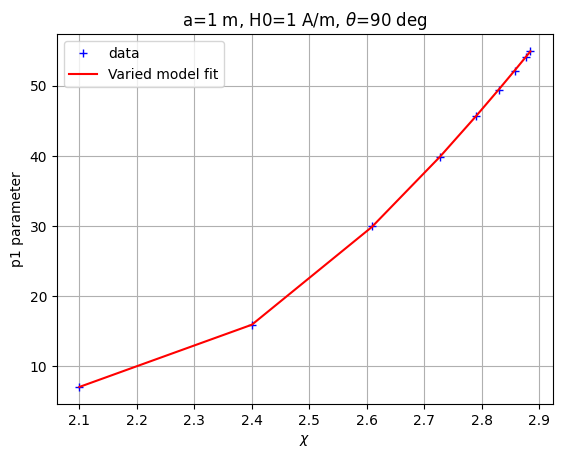 a=1 m, H0=1 A/m, θ=90 deg
data
Varied model fit
p1 parameter
50
40
30
20
10
2.1 2.2 2.3 2.4 2.5 2.6 2.7 2.8 2.9
χ